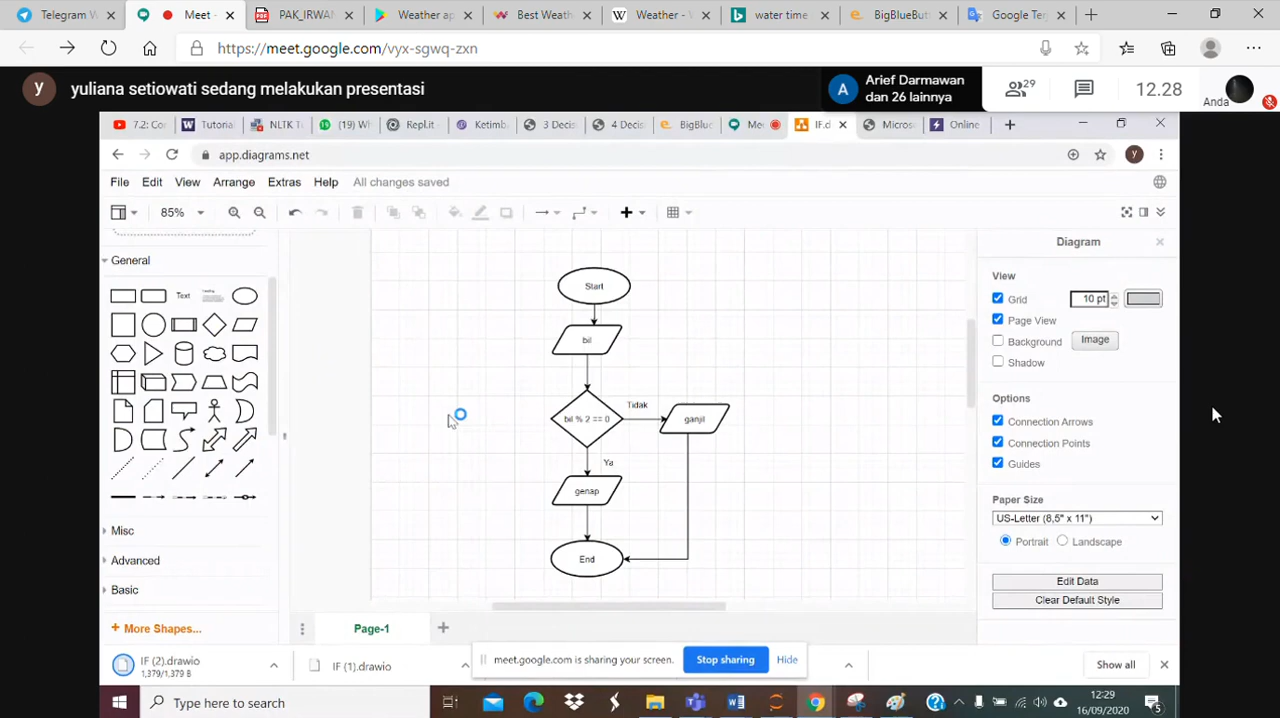 Telegram W
Meet -
PAK_IRWAN
Weather ap
Best Weath
Weather - W
water time
BigBlueButt
Google Ter
https://meet.google.com/vyx-sgwq-zxn
y
yuliana setiowati sedang melakukan presentasi
A
Arief Darmawan
dan 26 lainnya
29
12.28
Anda
7.2: Co
Tutorial
NLTK Tu
(19) Wh
Repl.it -
Ketimb
3 Decis
4 Decis
BigBlue
Mee
IF.d
Micros
Online
app.diagrams.net
y
File
Edit
View
Arrange
Extras
Help
All changes saved
85%
General
Text
Heading
Misc
Advanced
Basic
+ More Shapes...
Start
bil
bil % 2 == 0
Tidak
ganjil
Ya
genap
End
Diagram
View
Grid
10 pt
Page View
Background
Image
Shadow
Options
Connection Arrows
Connection Points
Guides
Paper Size
US-Letter (8,5" x 11")
Portrait
Landscape
Edit Data
Clear Default Style
Page-1
IF (2).drawio
1,379/1,379 B
IF (1).drawio
meet.google.com is sharing your screen.
Stop sharing
Hide
Show all
Type here to search
12:29
16/09/2020
5